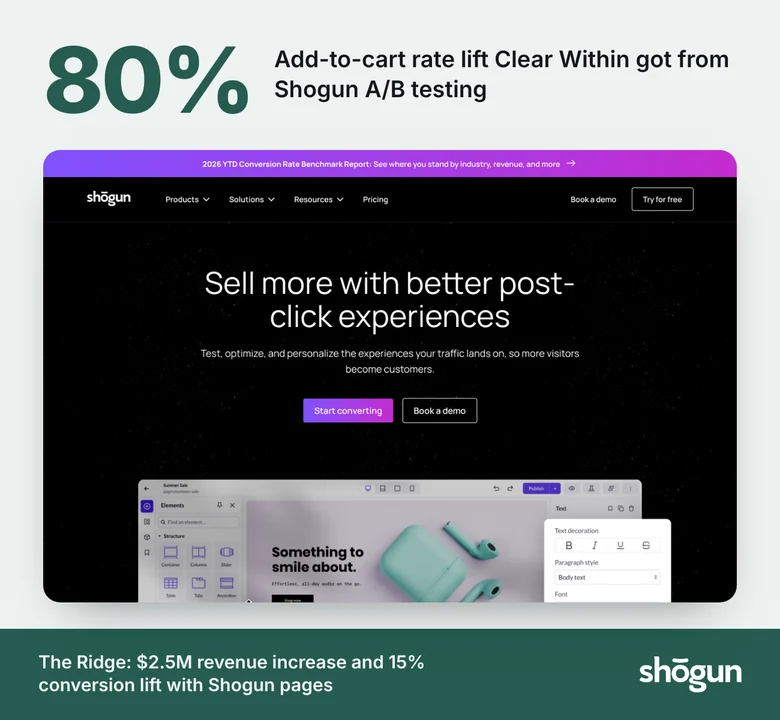 80%
Add-to-cart rate lift Clear Within got from
Shogun A/B testing
2026 YTD Conversion Rate Benchmark Report: See where you stand by industry, revenue, and more →
shōgun
Products
Solutions
Resources
Pricing
Book a demo
Try for free
Sell more with better post-
click experiences
Test, optimize, and personalize the experiences your traffic lands on, so more visitors
become customers.
Start converting
Book a demo
Summer Sale
pages/summer-sale
Publish
Elements
Text
Find an element...
Structure
Container
Columns
Slider
Table
Tabs
Accordion
Something to
smile about.
Effortless, all-day audio on the go.
Shop now
Text decoration
B I U S
Paragraph style
Body text
Font
The Ridge: $2.5M revenue increase and 15%
conversion lift with Shogun pages
shōgun